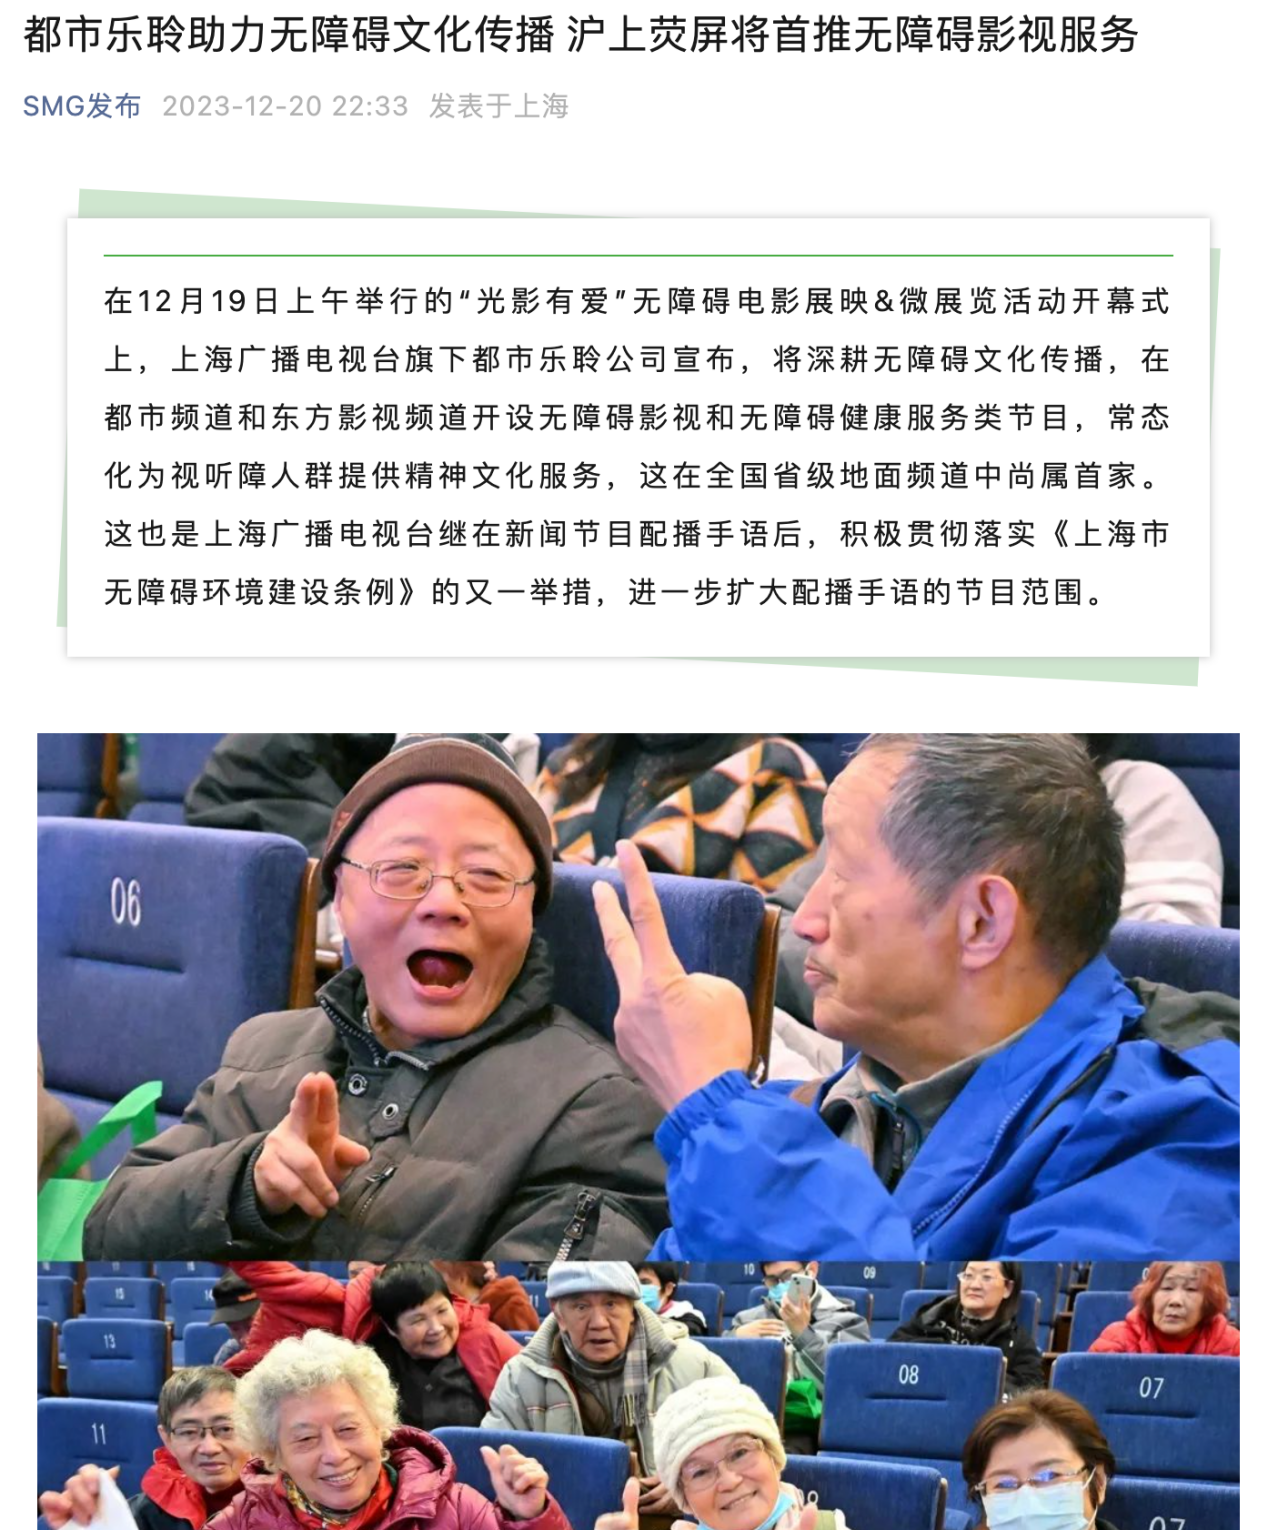 都市乐聆助力无障碍文化传播 沪上荧屏将首推无障碍影视服务
SMG发布 2023-12-20 22:33 发表于上海
在12月19日上午举行的“光影有爱”无障碍电影展映&微展览活动开幕式
上，上海广播电视台旗下都市乐聆公司宣布，将深耕无障碍文化传播，在
都市频道和东方影视频道开设无障碍影视和无障碍健康服务类节目，常态
化为视听障人群提供精神文化服务，这在全国省级地面频道中尚属首家。
这也是上海广播电视台继在新闻节目配播手语后，积极贯彻落实《上海市
无障碍环境建设条例》的又一举措，进一步扩大配播手语的节目范围。
06
10
09
15
13
08
07
11
07